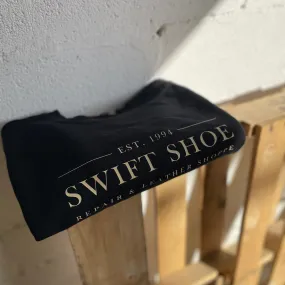 EST. 1994
SWIFT SHOE
REPAIR & LEATHER SHOPPE